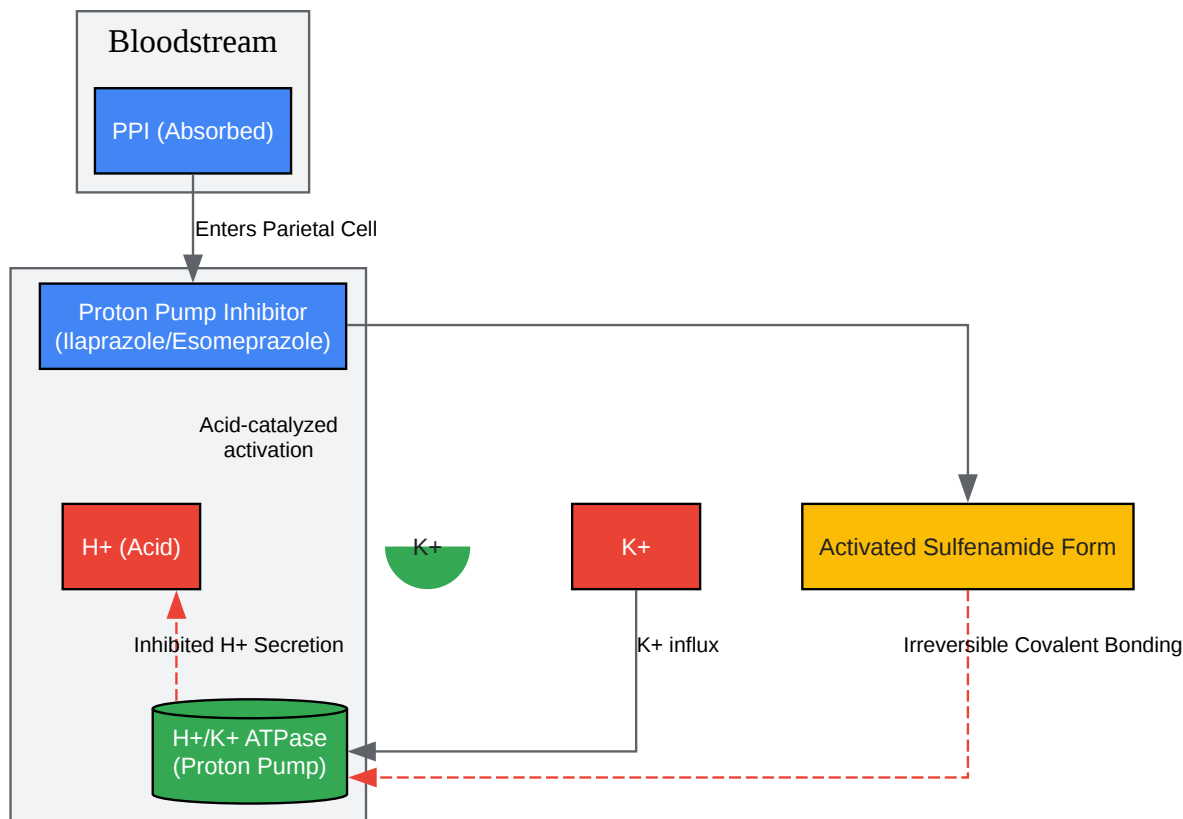 Bloodstream
PPI (Absorbed)
Enters Parietal Cell
Proton Pump Inhibitor
(Ilaprazole/Esomeprazole)
Acid-catalyzed
activation
H+ (Acid)
K+
K+
Activated Sulfenamide Form
Inhibited H+ Secretion
K+ influx
Irreversible Covalent Bonding
H+/K+ ATPase
(Proton Pump)